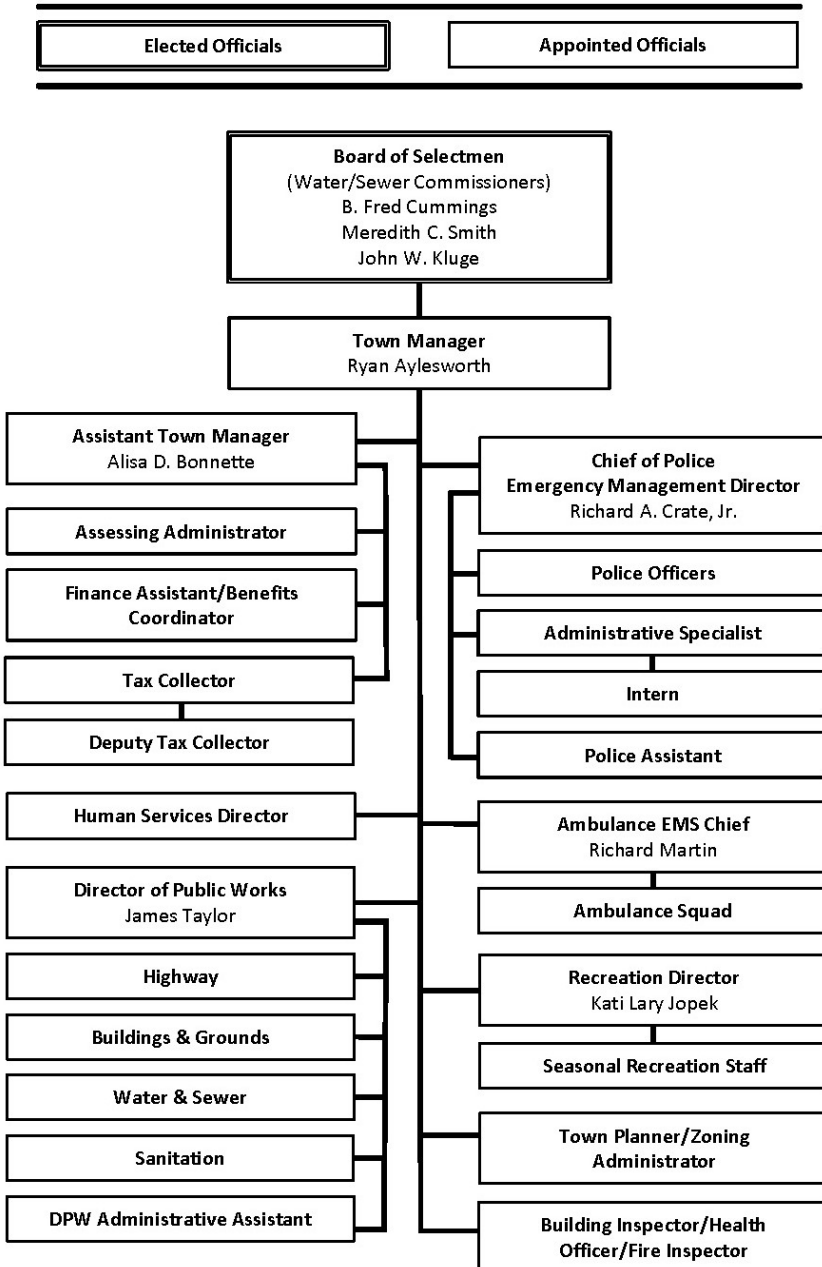 Elected Officials
Appointed Officials
Board of Selectmen
(Water/Sewer Commissioners)
B. Fred Cummings
Meredith C. Smith
John W. Kluge
Town Manager
Ryan Aylesworth
Assistant Town Manager
Alisa D. Bonnette
Assessing Administrator
Finance Assistant/Benefits
Coordinator
Tax Collector
Deputy Tax Collector
Human Services Director
Director of Public Works
James Taylor
Highway
Buildings & Grounds
Water & Sewer
Sanitation
DPW Administrative Assistant
Chief of Police
Emergency Management Director
Richard A. Crate, Jr.
Police Officers
Administrative Specialist
Intern
Police Assistant
Ambulance EMS Chief
Richard Martin
Ambulance Squad
Recreation Director
Kati Lary Jopek
Seasonal Recreation Staff
Town Planner/Zoning
Administrator
Building Inspector/Health
Officer/Fire Inspector